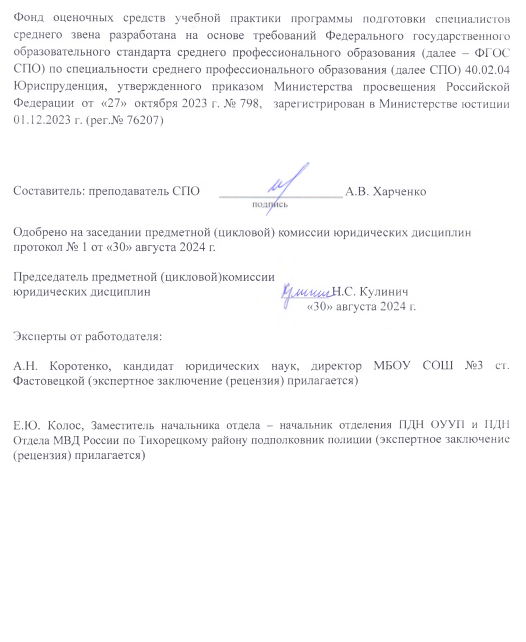 Фонд оценочных средств учебной практики программы подготовки специалистов
среднего звена разработана на основе требований Федерального государственного
образовательного стандарта среднего профессионального образования (далее – ФГОС
СПО) по специальности среднего профессионального образования (далее СПО) 40.02.04
Юриспруденция, утвержденного приказом Министерства просвещения Российской
Федерации от «27» октября 2023 г. № 798, зарегистрирован в Министерстве юстиции
01.12.2023 г. (рег.№ 76207)
Составитель: преподаватель СПО ____________________ А.В. Харченко
подпись
Одобрено на заседании предметной (цикловой) комиссии юридических дисциплин
протокол № 1 от «30» августа 2024 г.
Председатель предметной (цикловой)комиссии
юридических дисциплин ________Н.С. Кулинич
«30» августа 2024 г.
Эксперты от работодателя:
А.Н. Коротенко, кандидат юридических наук, директор МБОУ СОШ №3 ст.
Фастовецкой (экспертное заключение (рецензия) прилагается)
Е.Ю. Колос, Заместитель начальника отдела – начальник отделения ПДН ОУУП и ПДН
Отдела МВД России по Тихорецкому району подполковник полиции (экспертное заключение
(рецензия) прилагается)